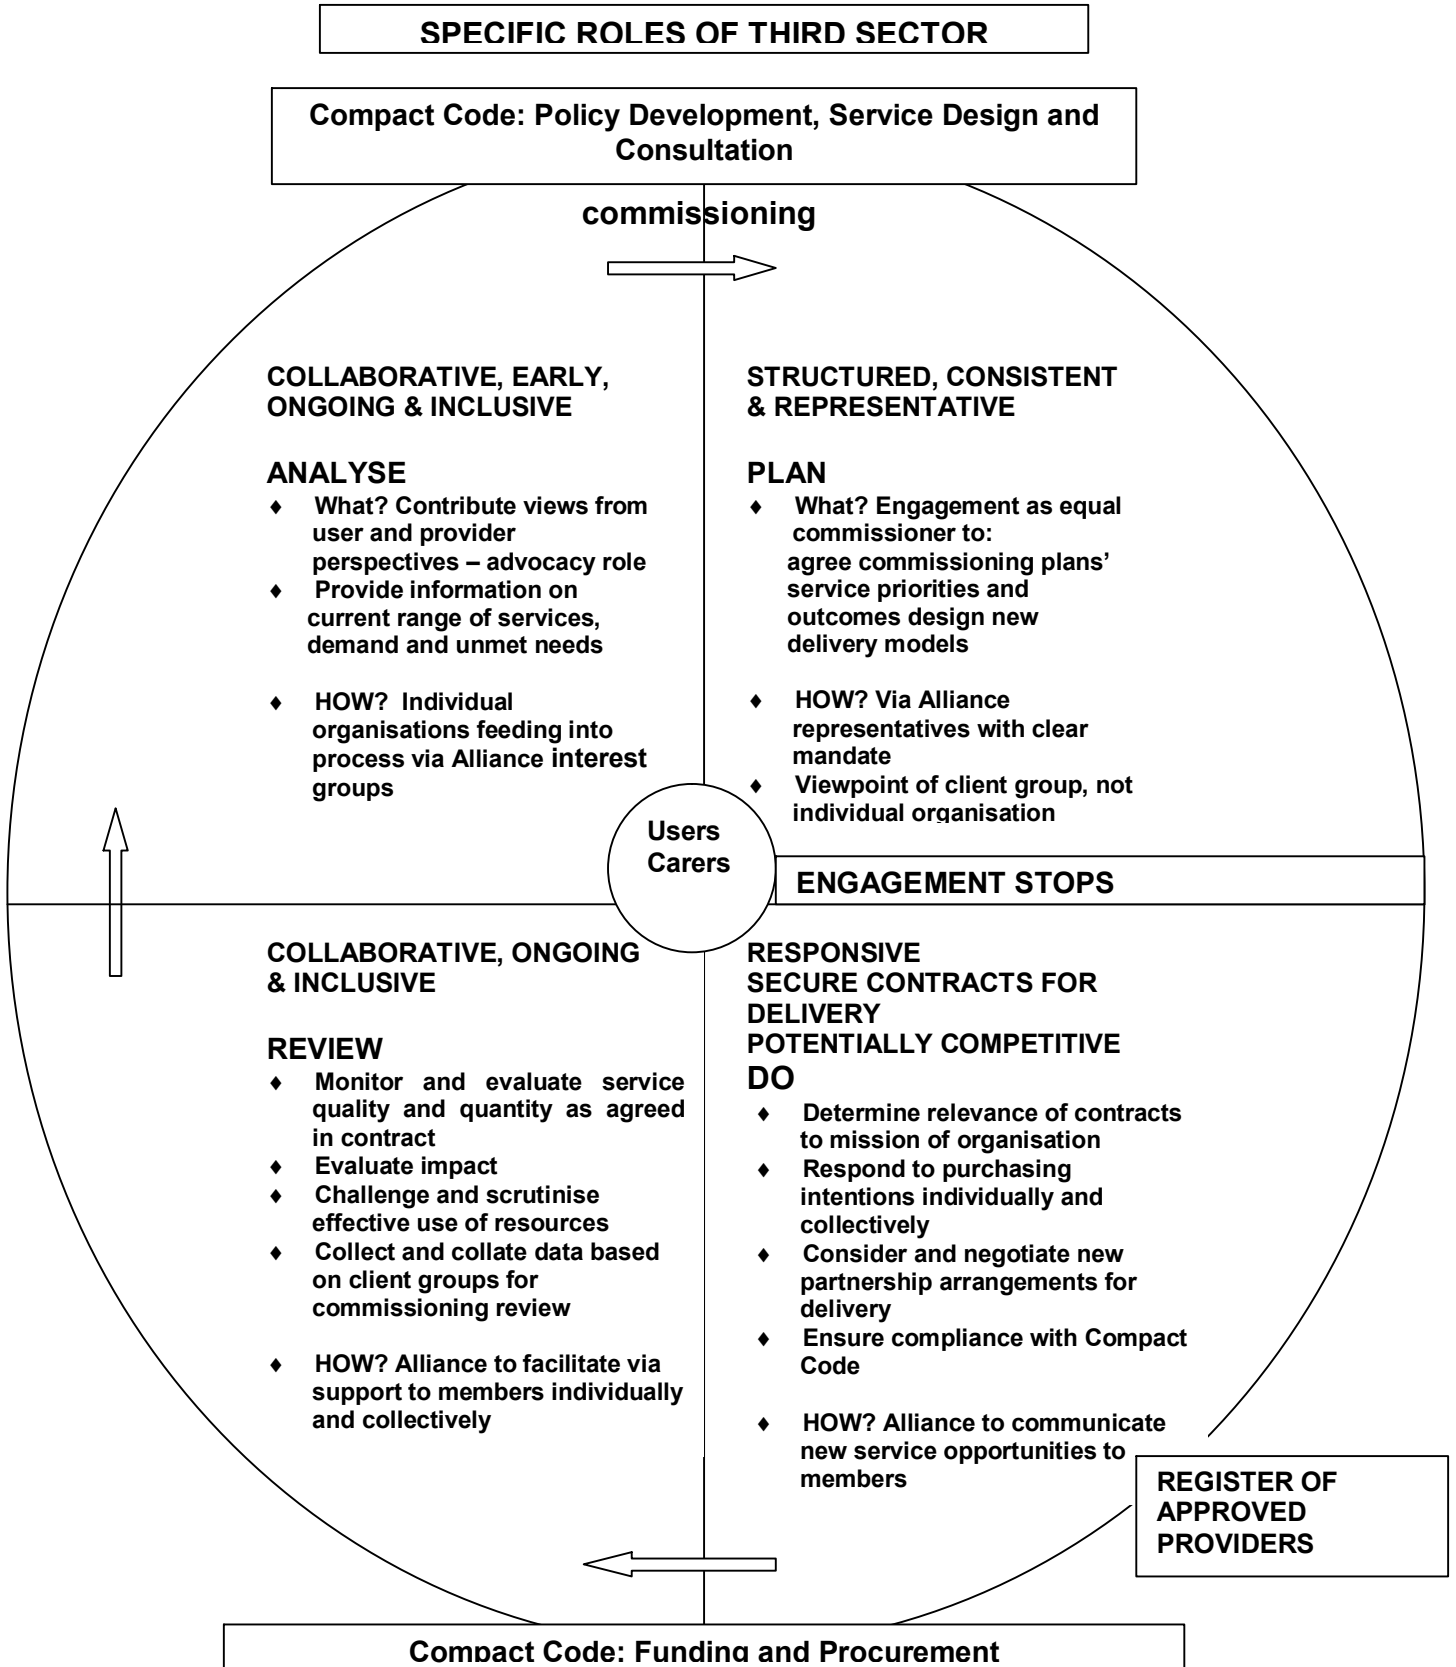 SPECIFIC ROLES OF THIRD SECTOR
Compact Code: Policy Development, Service Design and
Consultation
commissioning
COLLABORATIVE, EARLY,
ONGOING & INCLUSIVE
ANALYSE
♦ What? Contribute views from
user and provider
perspectives – advocacy role
♦ Provide information on
current range of services,
demand and unmet needs
♦ HOW? Individual
organisations feeding into
process via Alliance interest
groups
STRUCTURED, CONSISTENT
& REPRESENTATIVE
PLAN
♦ What? Engagement as equal
commissioner to:
agree commissioning plans’
service priorities and
outcomes design new
delivery models
♦ HOW? Via Alliance
representatives with clear
mandate
♦ Viewpoint of client group, not
individual organisation
Users
Carers
ENGAGEMENT STOPS
COLLABORATIVE, ONGOING
& INCLUSIVE
REVIEW
♦ Monitor and evaluate service
quality and quantity as agreed
in contract
♦ Evaluate impact
♦ Challenge and scrutinise
effective use of resources
♦ Collect and collate data based
on client groups for
commissioning review
♦ HOW? Alliance to facilitate via
support to members individually
and collectively
RESPONSIVE
SECURE CONTRACTS FOR
DELIVERY
POTENTIALLY COMPETITIVE
DO
♦ Determine relevance of contracts
to mission of organisation
♦ Respond to purchasing
intentions individually and
collectively
♦ Consider and negotiate new
partnership arrangements for
delivery
♦ Ensure compliance with Compact
Code
♦ HOW? Alliance to communicate
new service opportunities to
members
REGISTER OF
APPROVED
PROVIDERS
Compact Code: Funding and Procurement